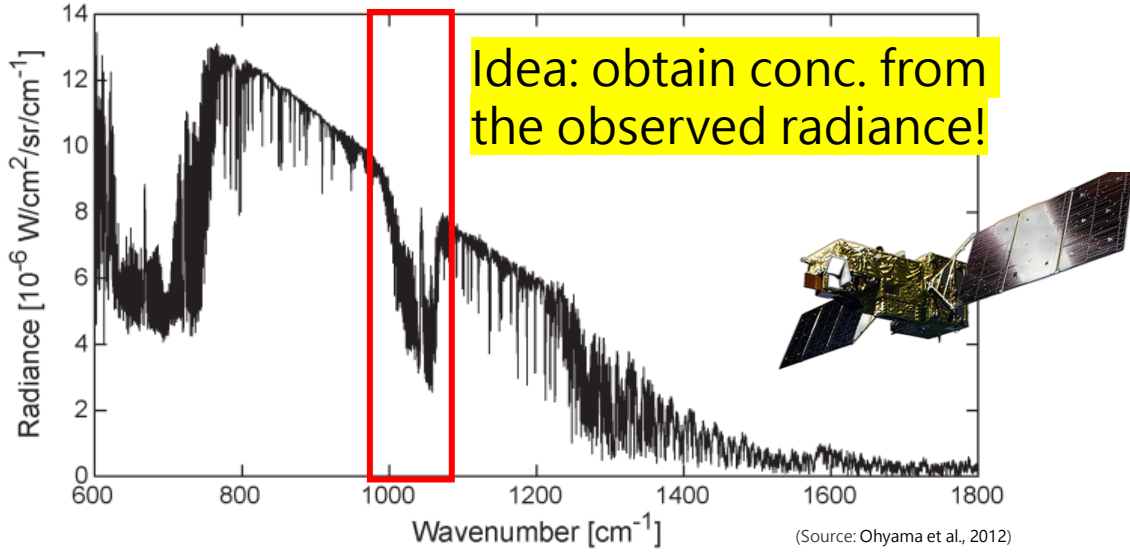 14
12
10
8
6
4
2
0
Radiance [10⁻⁶ W/cm²/sr/cm⁻¹]
Idea: obtain conc. from
the observed radiance!
600 800 1000 1200 1400 1600 1800
Wavenumber [cm⁻¹]
(Source: Ohyama et al., 2012)